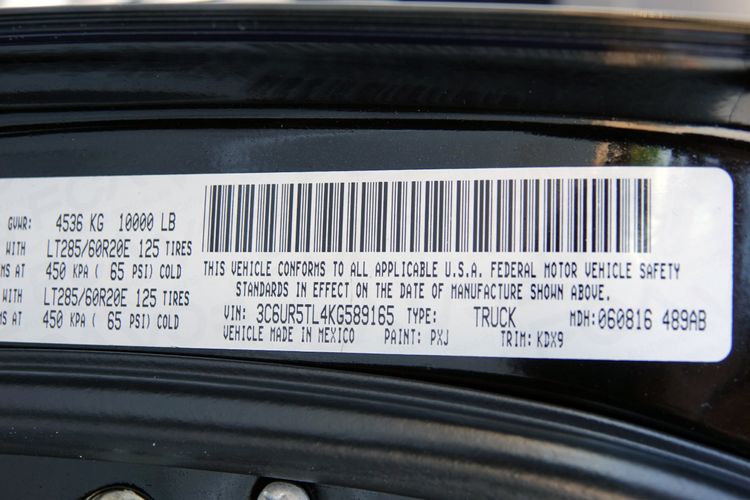 GVWR: 4536 KG 10000 LB
WITH LT285/60R20E 125 TIRES
MS AT 450 KPA ( 65 PSI) COLD
WITH LT285/60R20E 125 TIRES
MS AT 450 KPA ( 65 PSI) COLD
THIS VEHICLE CONFORMS TO ALL APPLICABLE U.S.A. FEDERAL MOTOR VEHICLE SAFETY
STANDARDS IN EFFECT ON THE DATE OF MANUFACTURE SHOWN ABOVE.
VIN: 3C6UR5TL4KG589165 TYPE: TRUCK MDH:060816 489AB
VEHICLE MADE IN MEXICO PAINT: PXJ TRIM: KDX9